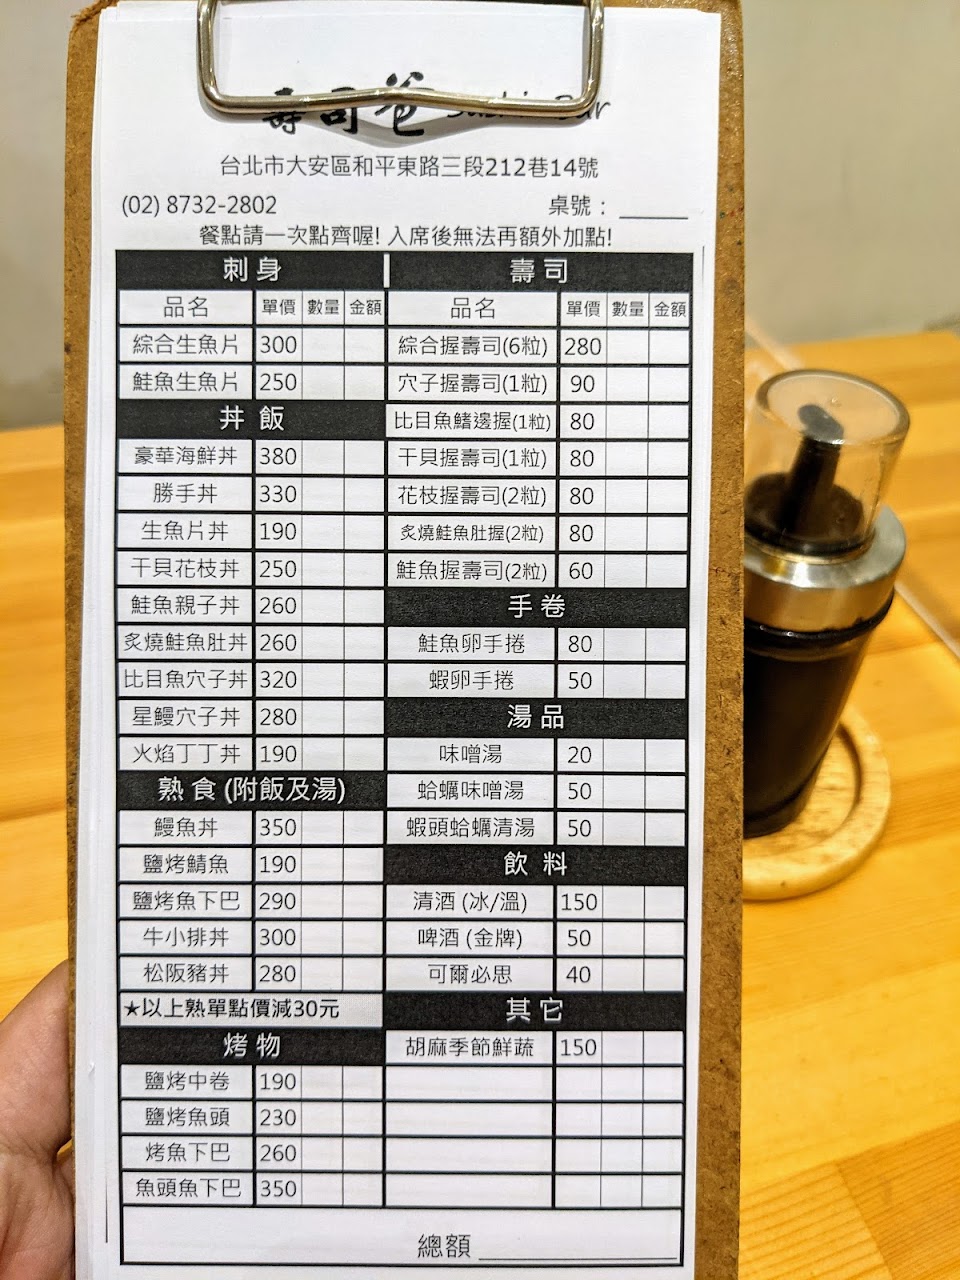 壽司爸 Sushi Bar
台北市大安區和平東路三段212巷14號
(02) 8732-2802 桌號：
餐點請一次點齊喔! 入席後無法再額外加點!
刺身
品名 單價 數量 金額
綜合生魚片 300
鮭魚生魚片 250
丼飯
豪華海鮮丼 380
勝手丼 330
生魚片丼 190
干貝花枝丼 250
鮭魚親子丼 260
炙燒鮭魚肚丼 260
比目魚穴子丼 320
星鰻穴子丼 280
火焰丁丁丼 190
熟食(附飯及湯)
鰻魚丼 350
鹽烤鯖魚 190
鹽烤魚下巴 290
牛小排丼 300
松阪豬丼 280
★以上熟單點價減30元
烤物
鹽烤中卷 190
鹽烤魚頭 230
烤魚下巴 260
魚頭魚下巴 350
壽司
品名 單價 數量 金額
綜合握壽司(6粒) 280
穴子握壽司(1粒) 90
比目魚鰭邊握(1粒) 80
干貝握壽司(1粒) 80
花枝握壽司(2粒) 80
炙燒鮭魚肚握(2粒) 80
鮭魚握壽司(2粒) 60
手卷
鮭魚卵手捲 80
蝦卵手捲 50
湯品
味噌湯 20
蛤蠣味噌湯 50
蝦頭蛤蠣清湯 50
飲料
清酒 (冰/溫) 150
啤酒 (金牌) 50
可爾必思 40
其它
胡麻季節鮮蔬 150
總額